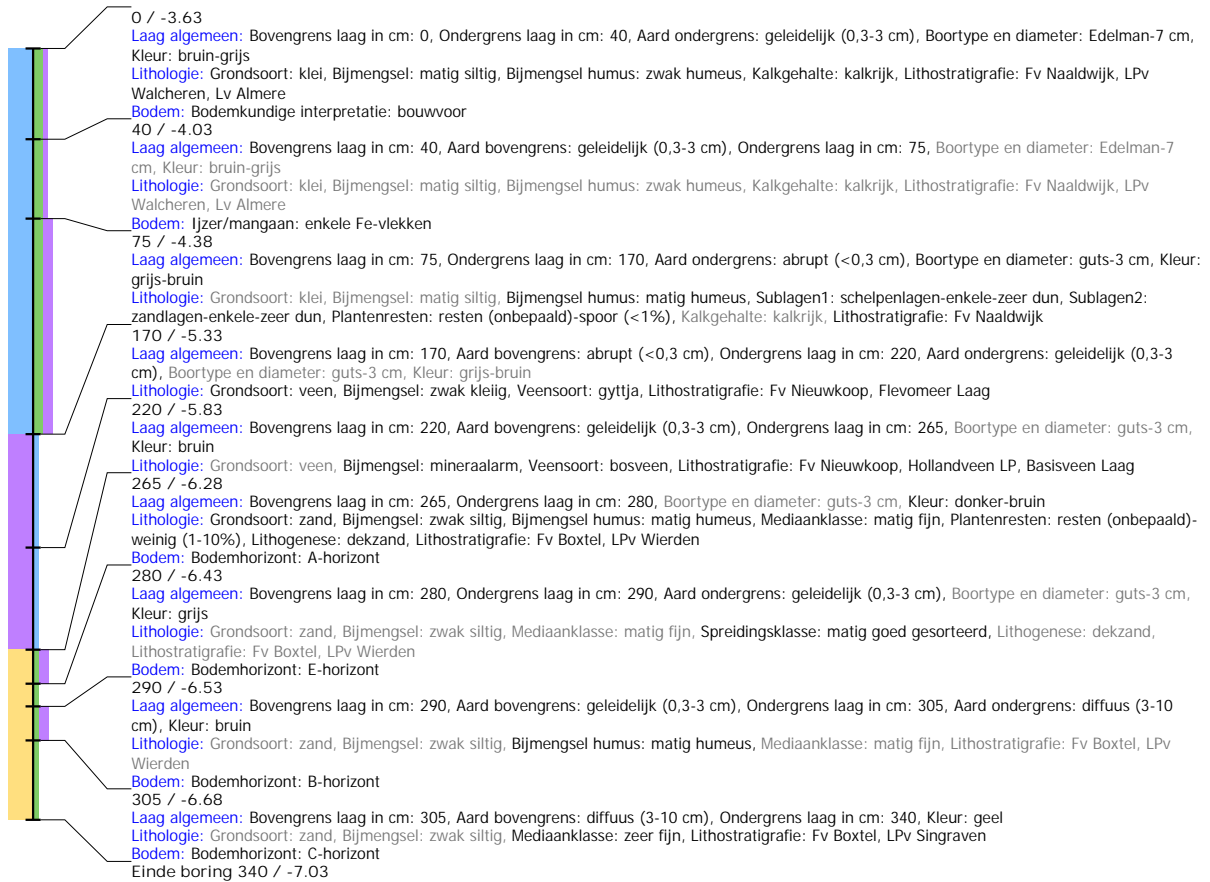 0 / -3.63
Laag algemeen: Bovengrens laag in cm: 0, Ondergrens laag in cm: 40, Aard ondergrens: geleidelijk (0,3-3 cm), Boortype en diameter: Edelman-7 cm,
Kleur: bruin-grijs
Lithologie: Grondsoort: klei, Bijmengsel: matig siltig, Bijmengsel humus: zwak humeus, Kalkgehalte: kalkrijk, Lithostratigrafie: Fv Naaldwijk, LPv
Walcheren, Lv Almere
Bodem: Bodemkundige interpretatie: bouwvoor
40 / -4.03
Laag algemeen: Bovengrens laag in cm: 40, Aard bovengrens: geleidelijk (0,3-3 cm), Ondergrens laag in cm: 75, Boortype en diameter: Edelman-7
cm, Kleur: bruin-grijs
Lithologie: Grondsoort: klei, Bijmengsel: matig siltig, Bijmengsel humus: zwak humeus, Kalkgehalte: kalkrijk, Lithostratigrafie: Fv Naaldwijk, LPv
Walcheren, Lv Almere
Bodem: Ijzer/mangaan: enkele Fe-vlekken
75 / -4.38
Laag algemeen: Bovengrens laag in cm: 75, Ondergrens laag in cm: 170, Aard ondergrens: abrupt (<0,3 cm), Boortype en diameter: guts-3 cm, Kleur:
grijs-bruin
Lithologie: Grondsoort: klei, Bijmengsel: matig siltig, Bijmengsel humus: matig humeus, Sublagen1: schelpenlagen-enkele-zeer dun, Sublagen2:
zandlagen-enkele-zeer dun, Plantenresten: resten (onbepaald)-spoor (<1%), Kalkgehalte: kalkrijk, Lithostratigrafie: Fv Naaldwijk
170 / -5.33
Laag algemeen: Bovengrens laag in cm: 170, Aard bovengrens: abrupt (<0,3 cm), Ondergrens laag in cm: 220, Aard ondergrens: geleidelijk (0,3-3
cm), Boortype en diameter: guts-3 cm, Kleur: grijs-bruin
Lithologie: Grondsoort: veen, Bijmengsel: zwak kleiig, Veensoort: gyttja, Lithostratigrafie: Fv Nieuwkoop, Flevomeer Laag
220 / -5.83
Laag algemeen: Bovengrens laag in cm: 220, Aard bovengrens: geleidelijk (0,3-3 cm), Ondergrens laag in cm: 265, Boortype en diameter: guts-3 cm,
Kleur: bruin
Lithologie: Grondsoort: veen, Bijmengsel: mineraalarm, Veensoort: bosveen, Lithostratigrafie: Fv Nieuwkoop, Hollandveen LP, Basisveen Laag
265 / -6.28
Laag algemeen: Bovengrens laag in cm: 265, Ondergrens laag in cm: 280, Boortype en diameter: guts-3 cm, Kleur: donker-bruin
Lithologie: Grondsoort: zand, Bijmengsel: zwak siltig, Bijmengsel humus: matig humeus, Mediaanklasse: matig fijn, Plantenresten: resten (onbepaald)-
weinig (1-10%), Lithogenese: dekzand, Lithostratigrafie: Fv Boxtel, LPv Wierden
Bodem: Bodemhorizont: A-horizont
280 / -6.43
Laag algemeen: Bovengrens laag in cm: 280, Ondergrens laag in cm: 290, Aard ondergrens: geleidelijk (0,3-3 cm), Boortype en diameter: guts-3 cm,
Kleur: grijs
Lithologie: Grondsoort: zand, Bijmengsel: zwak siltig, Mediaanklasse: matig fijn, Spreidingsklasse: matig goed gesorteerd, Lithogenese: dekzand,
Lithostratigrafie: Fv Boxtel, LPv Wierden
Bodem: Bodemhorizont: E-horizont
290 / -6.53
Laag algemeen: Bovengrens laag in cm: 290, Aard bovengrens: geleidelijk (0,3-3 cm), Ondergrens laag in cm: 305, Aard ondergrens: diffuus (3-10
cm), Kleur: bruin
Lithologie: Grondsoort: zand, Bijmengsel: zwak siltig, Bijmengsel humus: matig humeus, Mediaanklasse: matig fijn, Lithostratigrafie: Fv Boxtel, LPv
Wierden
Bodem: Bodemhorizont: B-horizont
305 / -6.68
Laag algemeen: Bovengrens laag in cm: 305, Aard bovengrens: diffuus (3-10 cm), Ondergrens laag in cm: 340, Kleur: geel
Lithologie: Grondsoort: zand, Bijmengsel: zwak siltig, Mediaanklasse: zeer fijn, Lithostratigrafie: Fv Boxtel, LPv Singraven
Bodem: Bodemhorizont: C-horizont
Einde boring 340 / -7.03